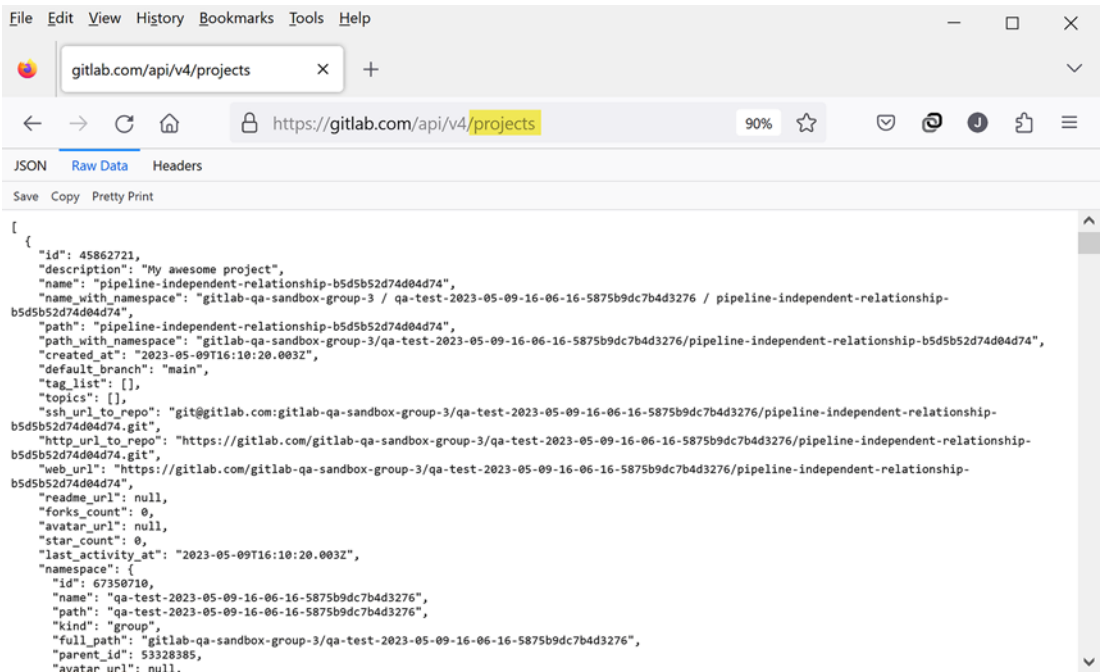 File Edit View History Bookmarks Tools Help
gitlab.com/api/v4/projects
https://gitlab.com/api/v4/projects 90% J
JSON Raw Data Headers
Save Copy Pretty Print
[
  {
    "id": 45862721,
    "description": "My awesome project",
    "name": "pipeline-independent-relationship-b5d5b52d74d04d74",
    "name_with_namespace": "gitlab-qa-sandbox-group-3 / qa-test-2023-05-09-16-06-16-5875b9dc7b4d3276 / pipeline-independent-relationship-
b5d5b52d74d04d74",
    "path": "pipeline-independent-relationship-b5d5b52d74d04d74",
    "path_with_namespace": "gitlab-qa-sandbox-group-3/qa-test-2023-05-09-16-06-16-5875b9dc7b4d3276/pipeline-independent-relationship-b5d5b52d74d04d74",
    "created_at": "2023-05-09T16:10:20.003Z",
    "default_branch": "main",
    "tag_list": [],
    "topics": [],
    "ssh_url_to_repo": "git@gitlab.com:gitlab-qa-sandbox-group-3/qa-test-2023-05-09-16-06-16-5875b9dc7b4d3276/pipeline-independent-relationship-
b5d5b52d74d04d74.git",
    "http_url_to_repo": "https://gitlab.com/gitlab-qa-sandbox-group-3/qa-test-2023-05-09-16-06-16-5875b9dc7b4d3276/pipeline-independent-relationship-
b5d5b52d74d04d74.git",
    "web_url": "https://gitlab.com/gitlab-qa-sandbox-group-3/qa-test-2023-05-09-16-06-16-5875b9dc7b4d3276/pipeline-independent-relationship-
b5d5b52d74d04d74",
    "readme_url": null,
    "forks_count": 0,
    "avatar_url": null,
    "star_count": 0,
    "last_activity_at": "2023-05-09T16:10:20.003Z",
    "namespace": {
      "id": 67350710,
      "name": "qa-test-2023-05-09-16-06-16-5875b9dc7b4d3276",
      "path": "qa-test-2023-05-09-16-06-16-5875b9dc7b4d3276",
      "kind": "group",
      "full_path": "gitlab-qa-sandbox-group-3/qa-test-2023-05-09-16-06-16-5875b9dc7b4d3276",
      "parent_id": 53328385,
      "avatar_url": null,